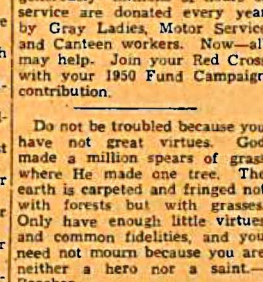 service are donated every year
by Gray Ladies, Motor Service
and Canteen workers. Now—all
may help. Join your Red Cross
with your 1950 Fund Campaign
contribution.
Do not be troubled because you
have not great virtues. God
made a million spears of grass
where He made one tree. The
earth is carpeted and fringed not
with forests but with grasses.
Only have enough little virtues
and common fidelities, and you
need not mourn because you are
neither a hero nor a saint.—